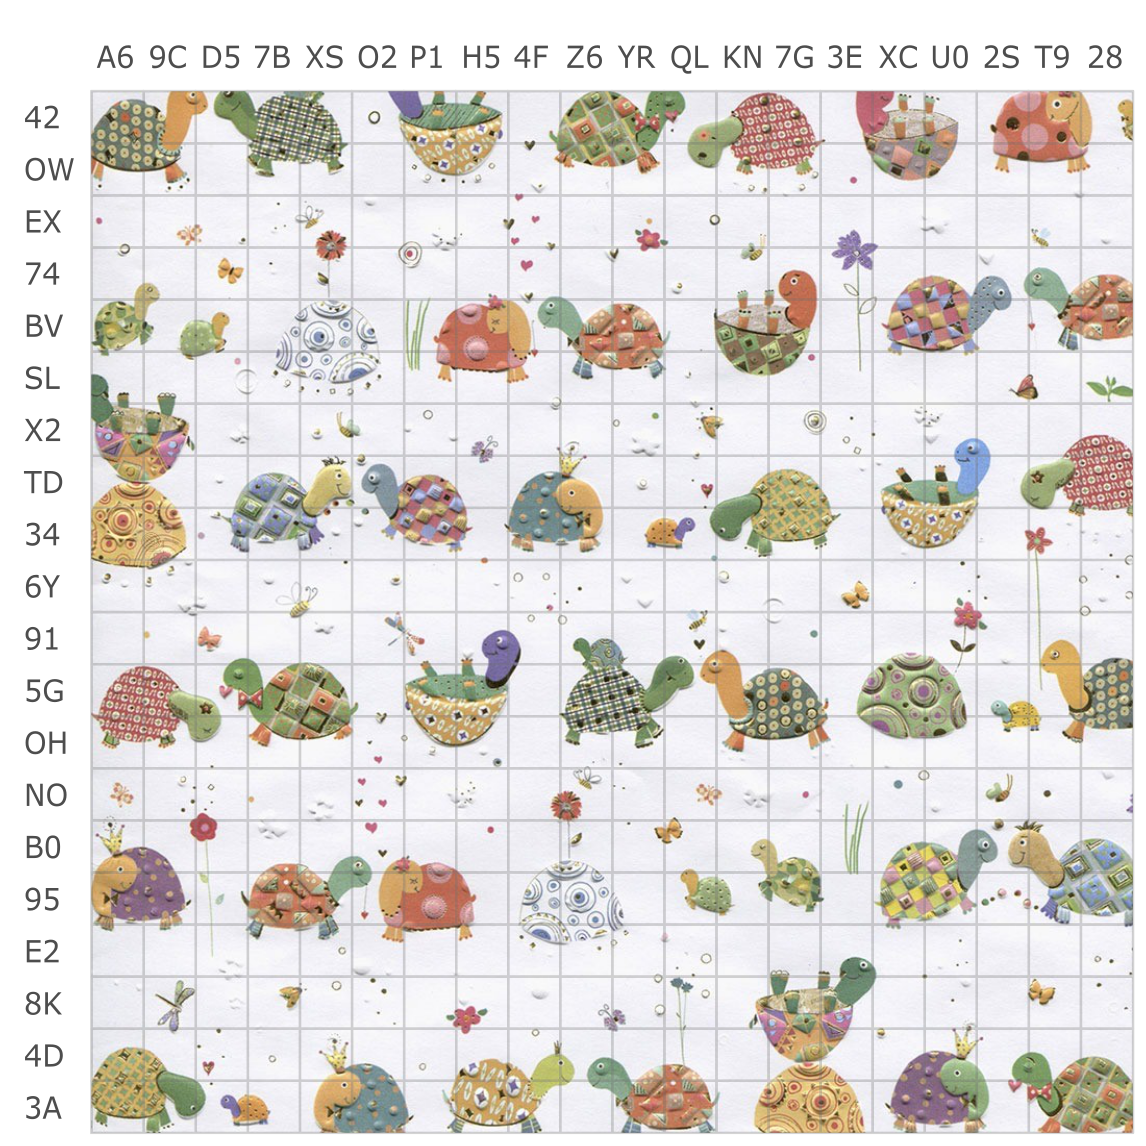 A6 9C D5 7B XS O2 P1 H5 4F Z6 YR QL KN 7G 3E XC U0 2S T9 28
42
OW
EX
74
BV
SL
X2
TD
34
6Y
91
5G
OH
NO
B0
95
E2
8K
4D
3A